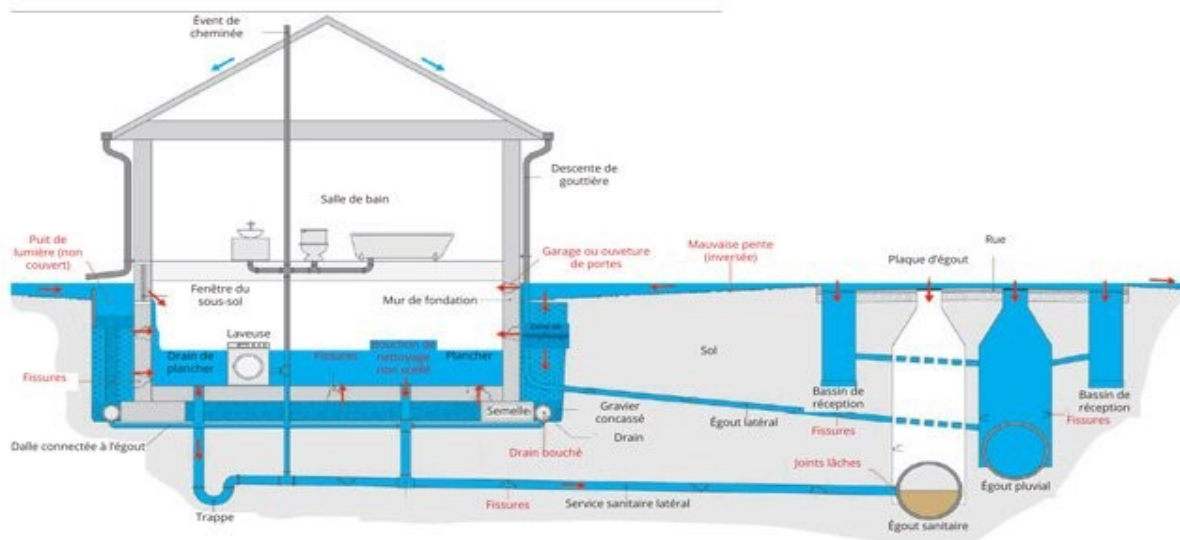 Évent de
cheminée
Descente de
gouttière
Salle de bain
Puit de
lumière (non
couvert)
Garage ou ouveture
de portes
Mauvaise pente
(inversée)
Rue
Plaque d'égout
Fenêtre du
sous-sol
Mur de fondation
Laveuse
Drain de
plancher
Fissures
Bouchon de
nettoyage
non scellé
Plancher
Sol
Fissures
Bassin de
réception
Bassin de
réception
Semelle
Gravier
concassé
Drain
Égout latéral
Fissures
Fissures
Dalle connectée à l'égout
Drain bouché
Joints lâches
Égout pluvial
Trappe
Fissures
Service sanitaire latéral
Égout sanitaire